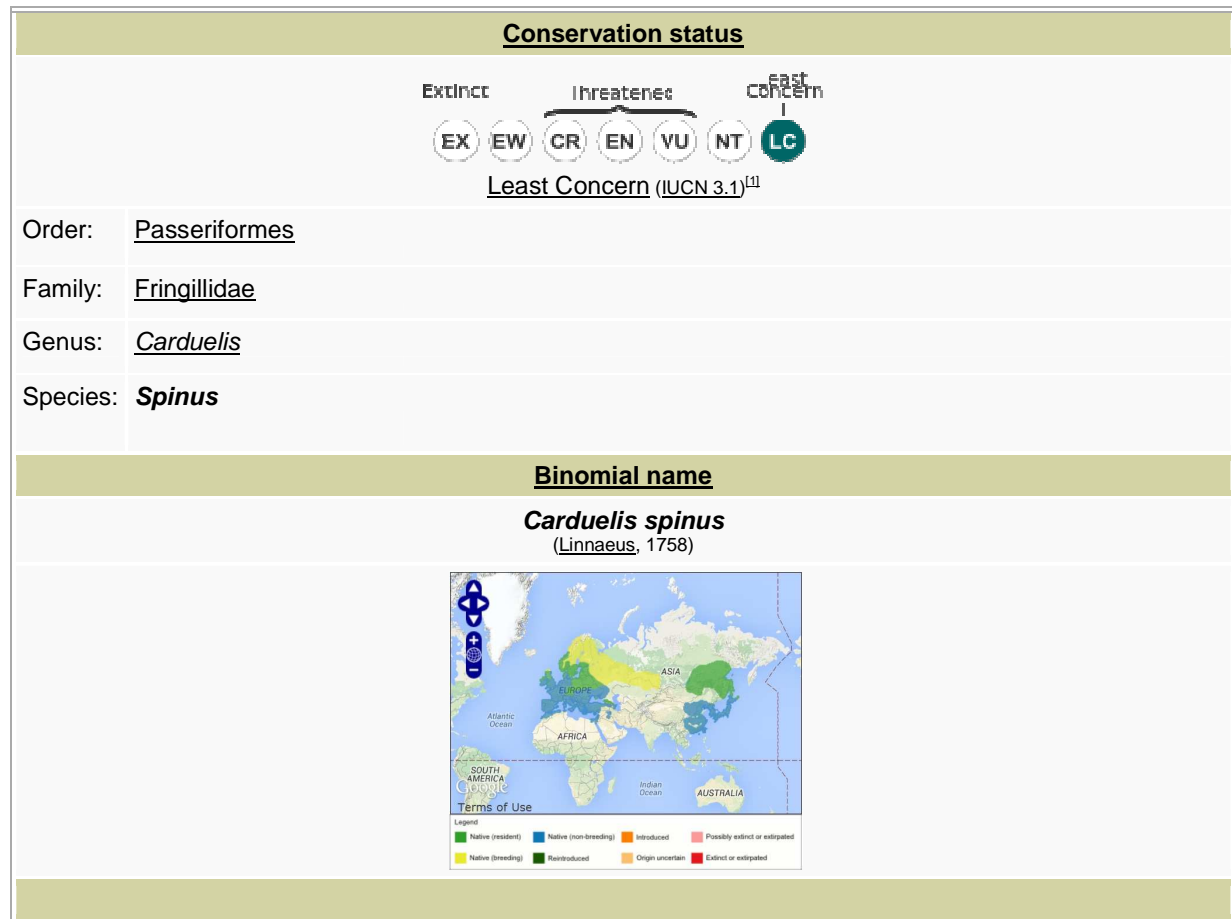 Conservation status
Extinct Threatened east
Concern
EX EW CR EN VU NT LC
Least Concern (IUCN 3.1)[1]
Order: Passeriformes
Family: Fringillidae
Genus: Carduelis
Species: Spinus
Binomial name
Carduelis spinus
(Linnaeus, 1758)
ASIA
EUROPE
Atlantic
Ocean
AFRICA
SOUTH
AMERICA
Google
Indian
Ocean
AUSTRALIA
Terms of Use
Legend
Native (resident) Native (non-breeding) Introduced Possibly extinct or extirpated
Native (breeding) Reintroduced Origin uncertain Extinct or extirpated